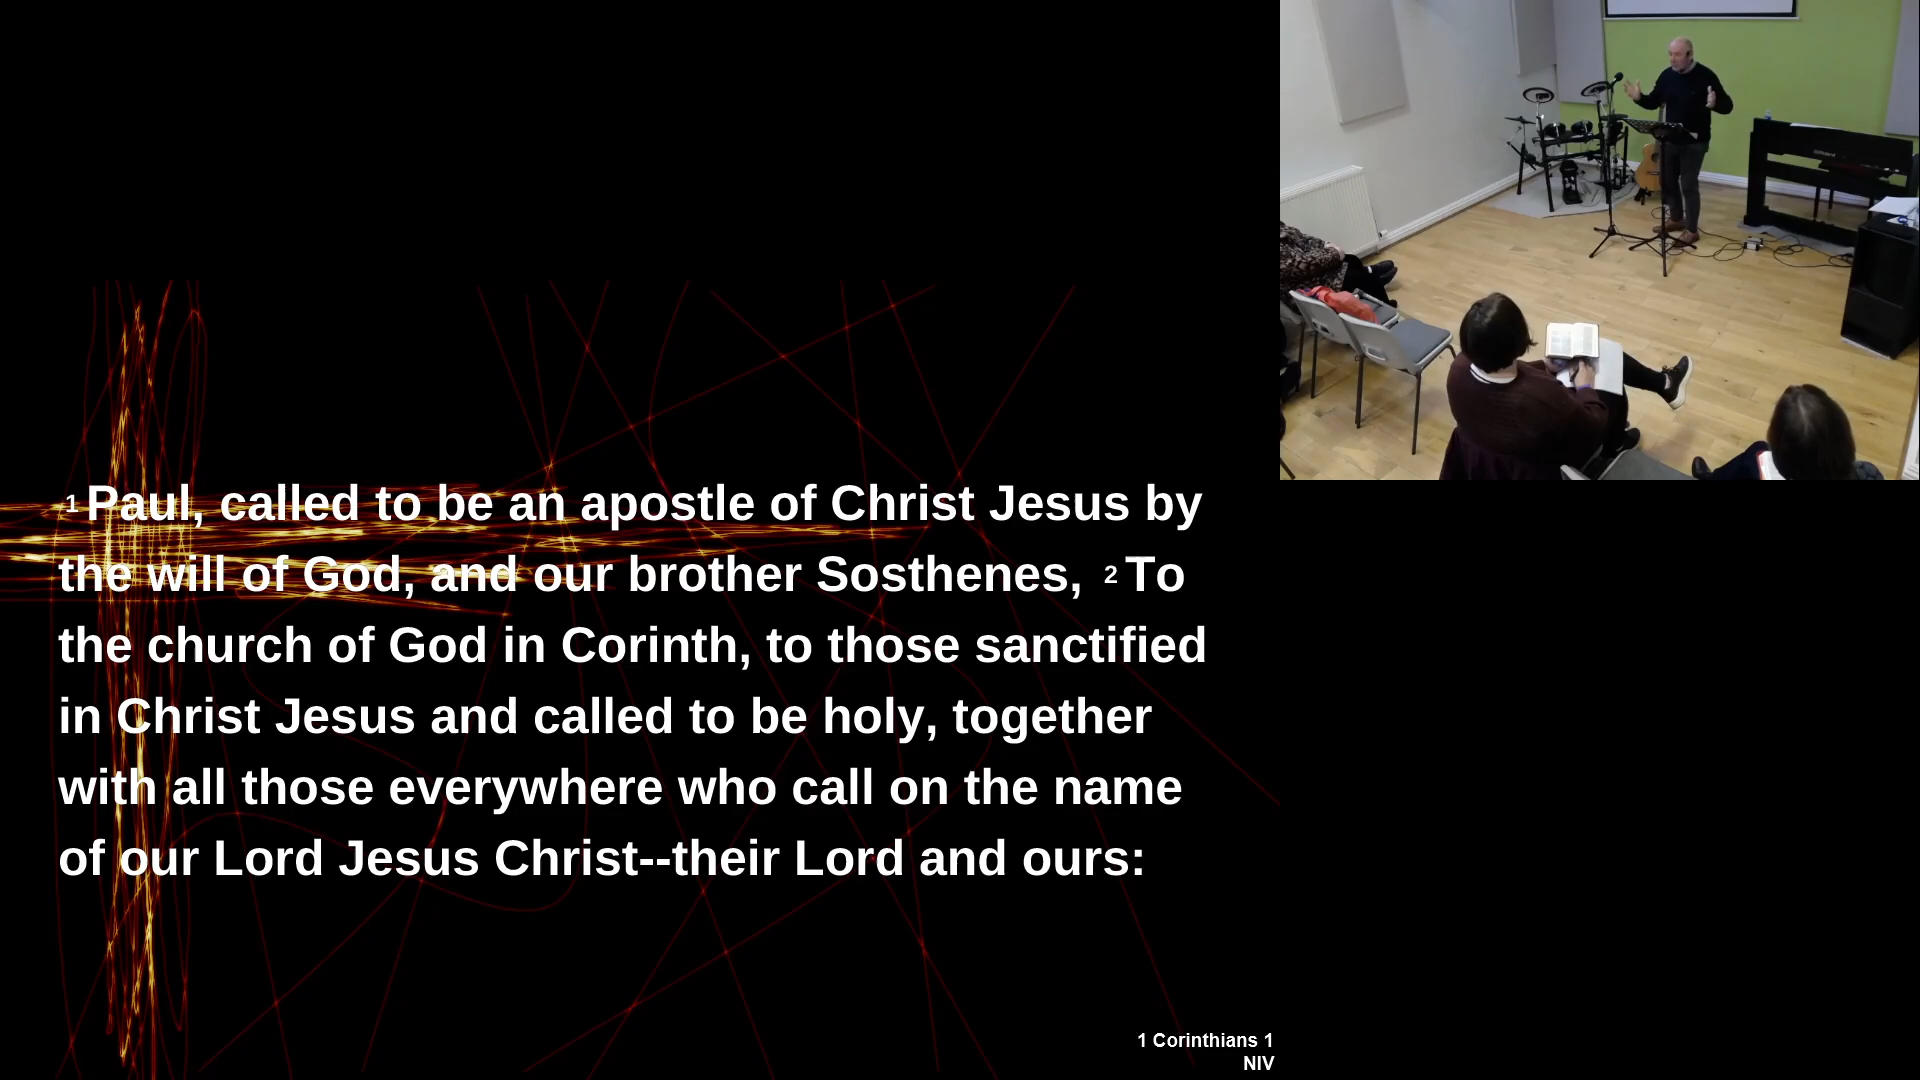 1 Paul, called to be an apostle of Christ Jesus by
the will of God, and our brother Sosthenes, 2 To
the church of God in Corinth, to those sanctified
in Christ Jesus and called to be holy, together
with all those everywhere who call on the name
of our Lord Jesus Christ--their Lord and ours:
1 Corinthians 1
NIV